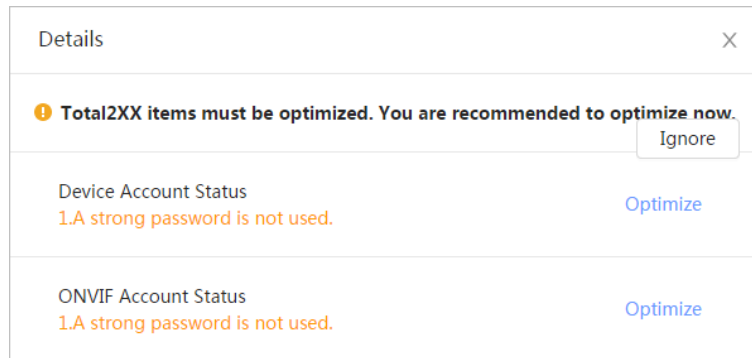 Details
Total2XX items must be optimized. You are recommended to optimize now.
Ignore
Device Account Status
1.A strong password is not used.
Optimize
ONVIF Account Status
1.A strong password is not used.
Optimize